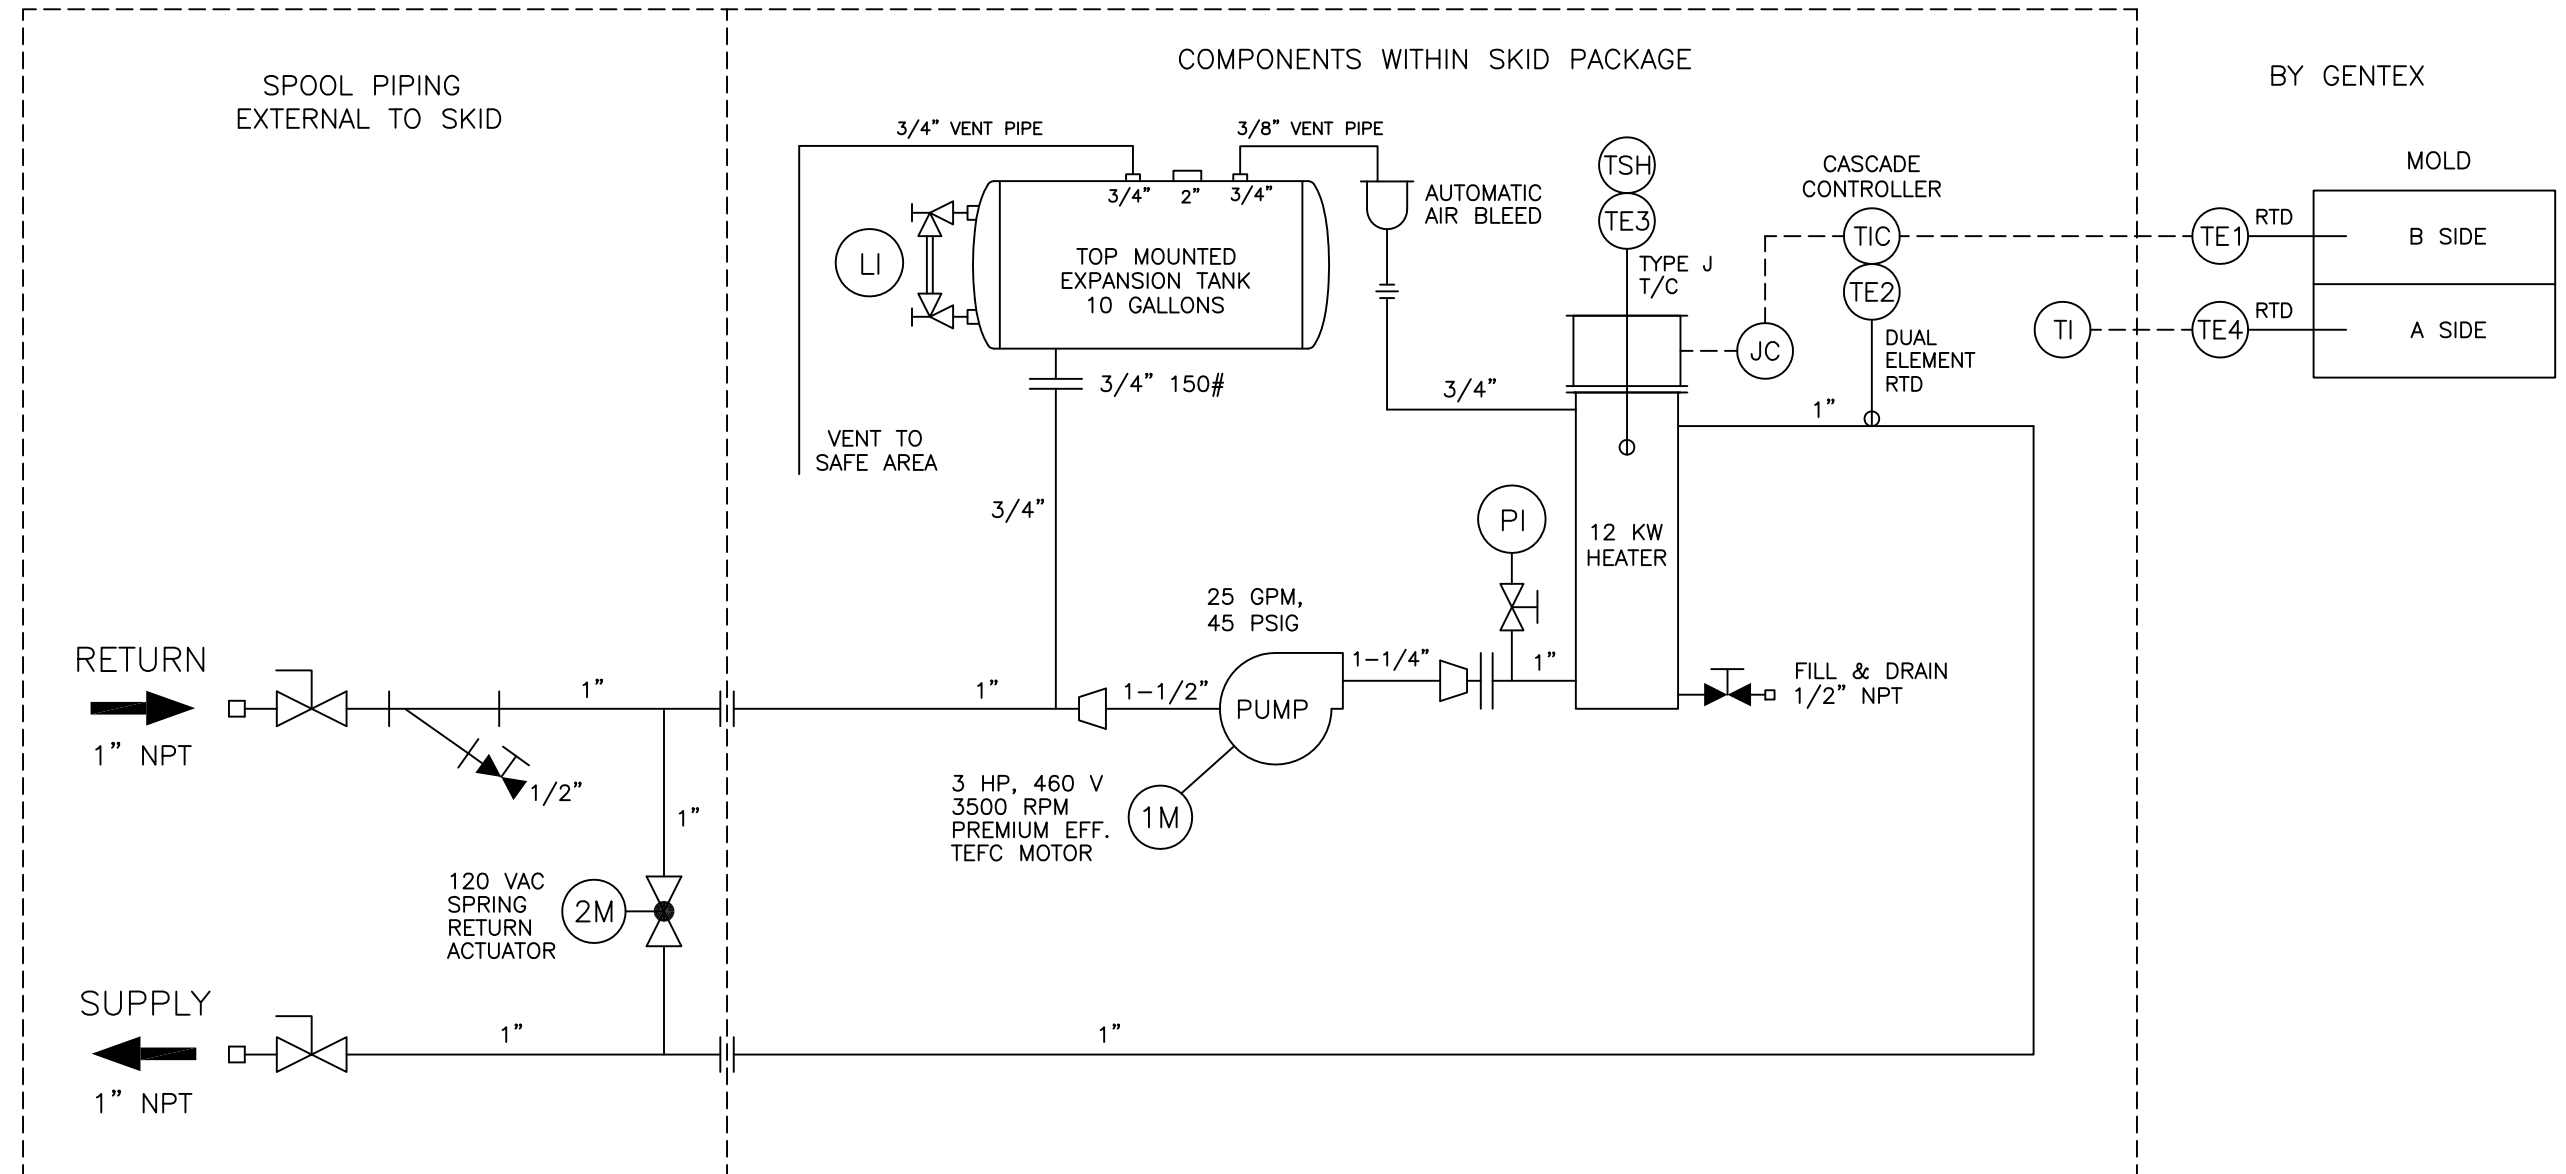 SPOOL PIPING
EXTERNAL TO SKID
COMPONENTS WITHIN SKID PACKAGE
BY GENTEX
3/4” VENT PIPE
3/8” VENT PIPE
3/4”
2”
3/4”
LI
TOP MOUNTED
EXPANSION TANK
10 GALLONS
AUTOMATIC
AIR BLEED
TSH
TE3
TYPE J
T/C
CASCADE
CONTROLLER
TIC
TE2
DUAL
ELEMENT
RTD
JC
TE1
RTD
TI
TE4
RTD
MOLD
B SIDE
A SIDE
3/4” 150#
3/4”
1”
VENT TO
SAFE AREA
3/4”
PI
12 KW
HEATER
25 GPM,
45 PSIG
RETURN
1” NPT
1”
1”
1-1/2”
PUMP
1-1/4”
1”
FILL & DRAIN
1/2” NPT
1/2”
1”
3 HP, 460 V
3500 RPM
PREMIUM EFF.
TEFC MOTOR
1M
120 VAC
SPRING
RETURN
ACTUATOR
2M
SUPPLY
1” NPT
1”
1”